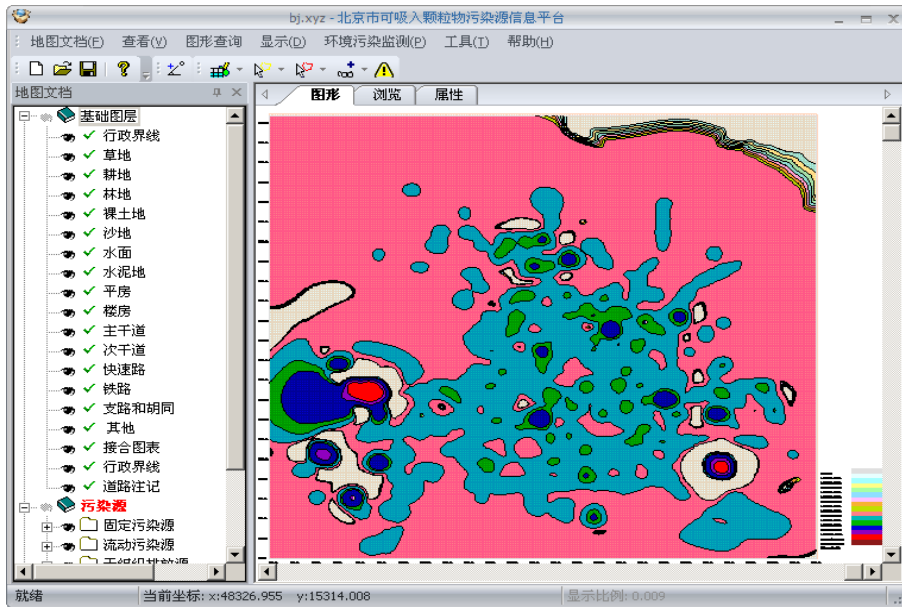 bj.xyz - 北京市可吸入颗粒物污染源信息平台
地图文档(F) 查看(V) 图形查询 显示(D) 环境污染监测(P) 工具(T) 帮助(H)
地图文档
图形 浏览 属性
基础图层
行政界线
草地
耕地
林地
裸土地
沙地
水面
水泥地
平房
楼房
主干道
次干道
快速路
铁路
支路和胡同
其他
接合图表
行政界线
道路注记
污染源
固定污染源
流动污染源
无组织排放源
就绪 当前坐标: x:48326.955 y:15314.008 显示比例: 0.009